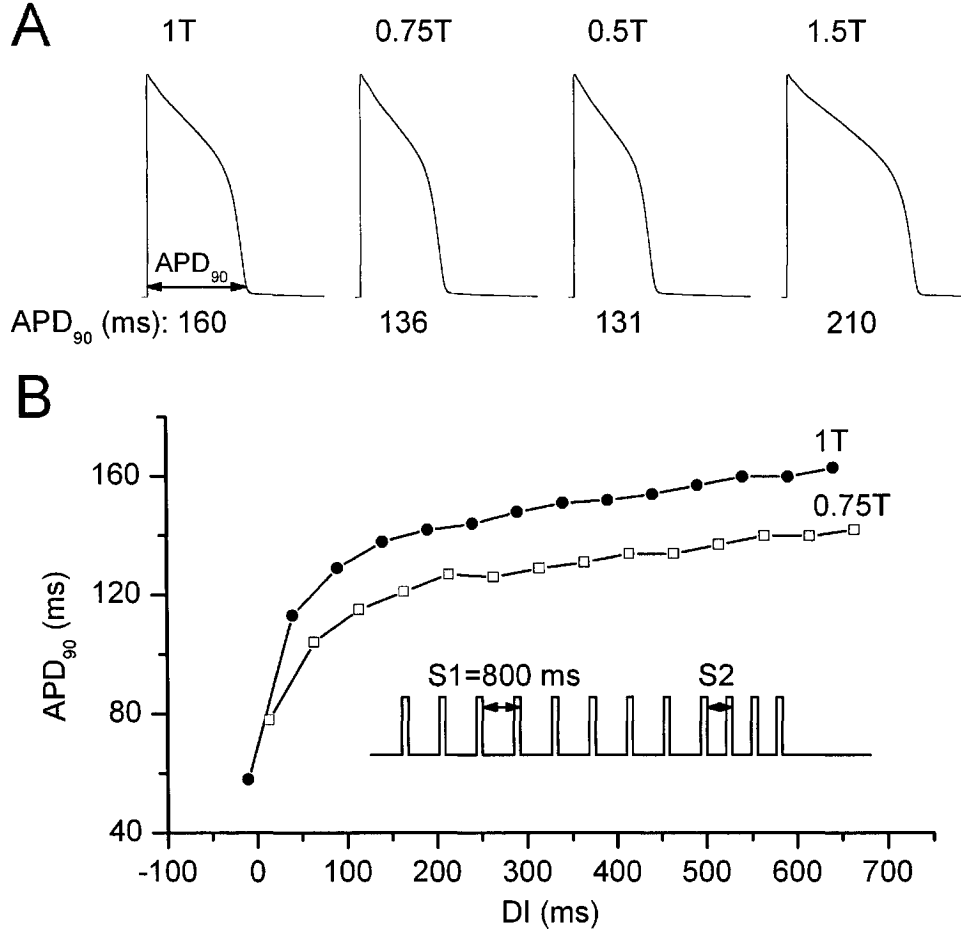 A
1T 0.75T 0.5T 1.5T
APD90
APD90 (ms): 160 136 131 210
B
1T
0.75T
S1=800 ms S2
160
120
80
40
APD90 (ms)
-100 0 100 200 300 400 500 600 700
DI (ms)